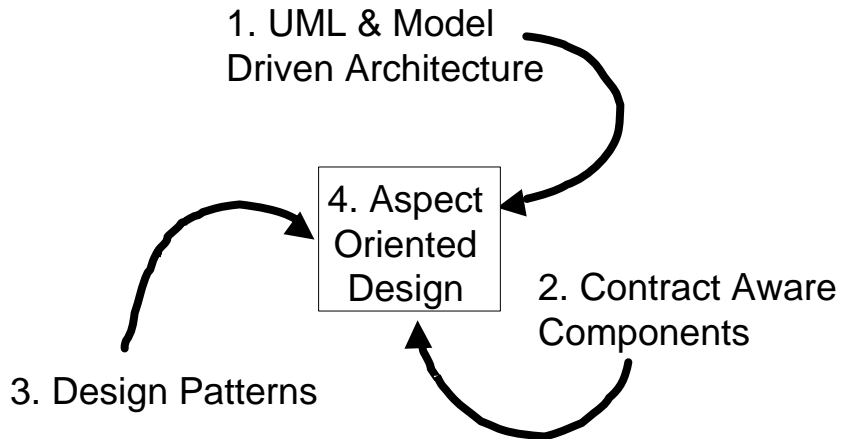 1. UML & Model
Driven Architecture
4. Aspect
Oriented
Design
2. Contract Aware
Components
3. Design Patterns